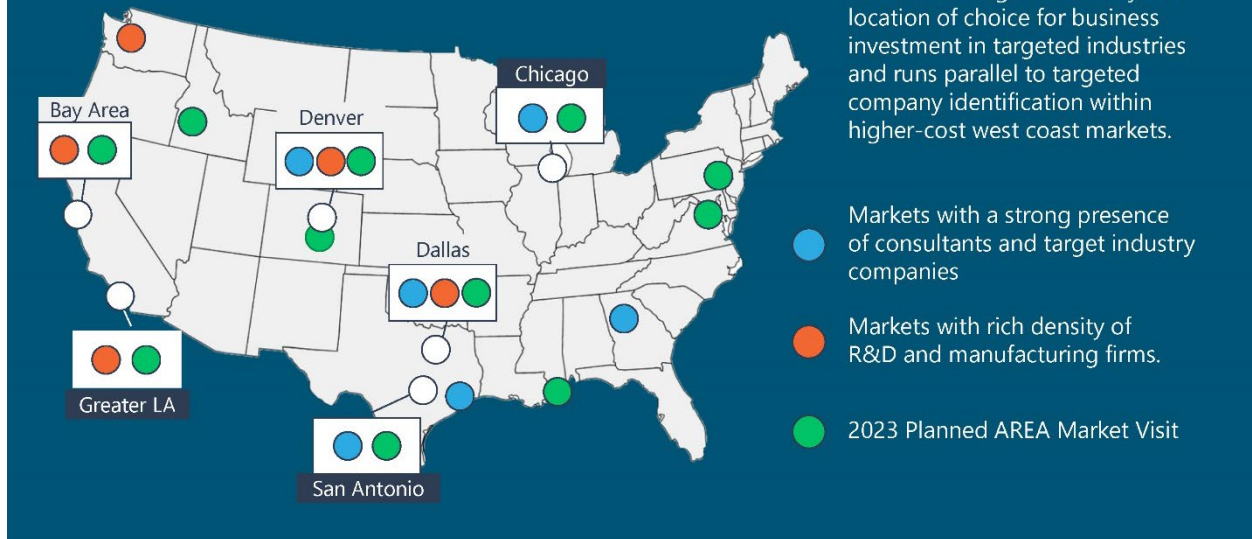 location of choice for business
investment in targeted industries
and runs parallel to targeted
company identification within
higher-cost west coast markets.
Chicago
Bay Area
Denver
Dallas
Greater LA
San Antonio
Markets with a strong presence
of consultants and target industry
companies
Markets with rich density of
R&D and manufacturing firms.
2023 Planned AREA Market Visit